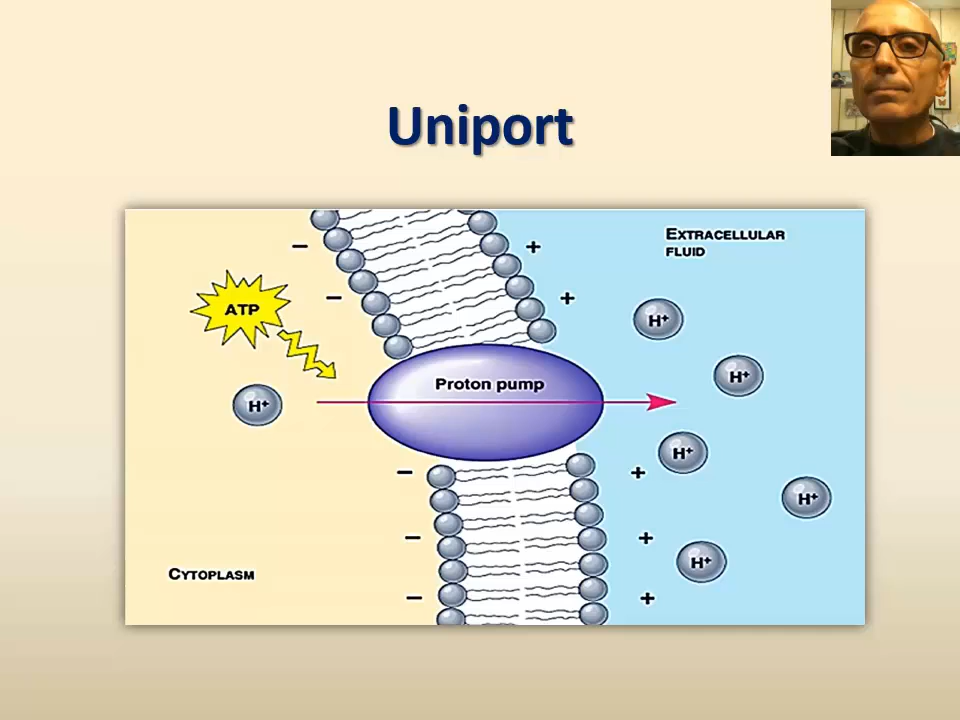 Uniport
EXTRACELLULAR
FLUID
ATP
H⁺
H⁺
Proton pump
H⁺
H⁺
H⁺
H⁺
CYTOPLASM
− +
− +
− +
− +
− +